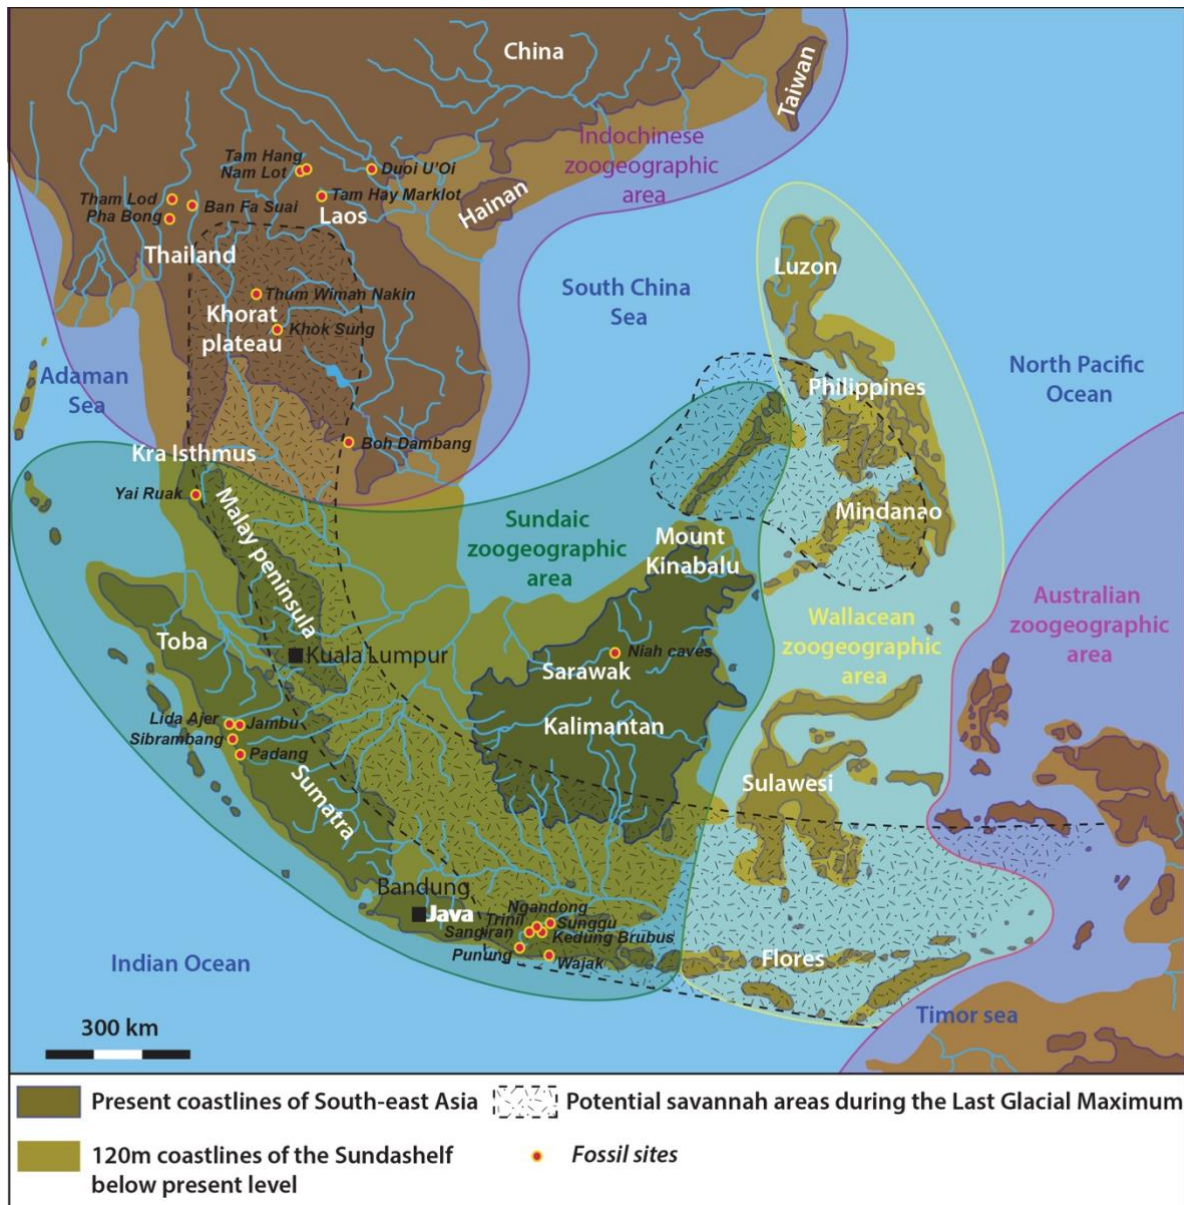 China
Taiwan
Indochinese
zoogeographic
area
Tam Hang
Nam Lot
Duoi U'Oi
Tham Lod
Pha Bong
Ban Fa Suai
Tam Hay Marklot
Laos
Hainan
Thailand
Luzon
Thum Wiman Nakin
Khorat
plateau
Khok Sung
South China
Sea
Adaman
Sea
North Pacific
Ocean
Philippines
Boh Dambang
Kra Isthmus
Yai Ruak
Malay peninsula
Sundaic
zoogeographic
area
Mount
Kinabalu
Mindanao
Australian
zoogeographic
area
Wallacean
zoogeographic
area
Toba
Kuala Lumpur
Niah caves
Sarawak
Kalimantan
Lida Ajer
Jambu
Sibrambang
Padang
Sumatra
Sulawesi
Bandung
Java
Ngandong
Trinil
Sunggu
Sangiran
Kedung Brubus
Punung
Wajak
Flores
Indian Ocean
Timor sea
300 km
Present coastlines of South-east Asia
Potential savannah areas during the Last Glacial Maximum
120m coastlines of the Sundashelf
below present level
Fossil sites